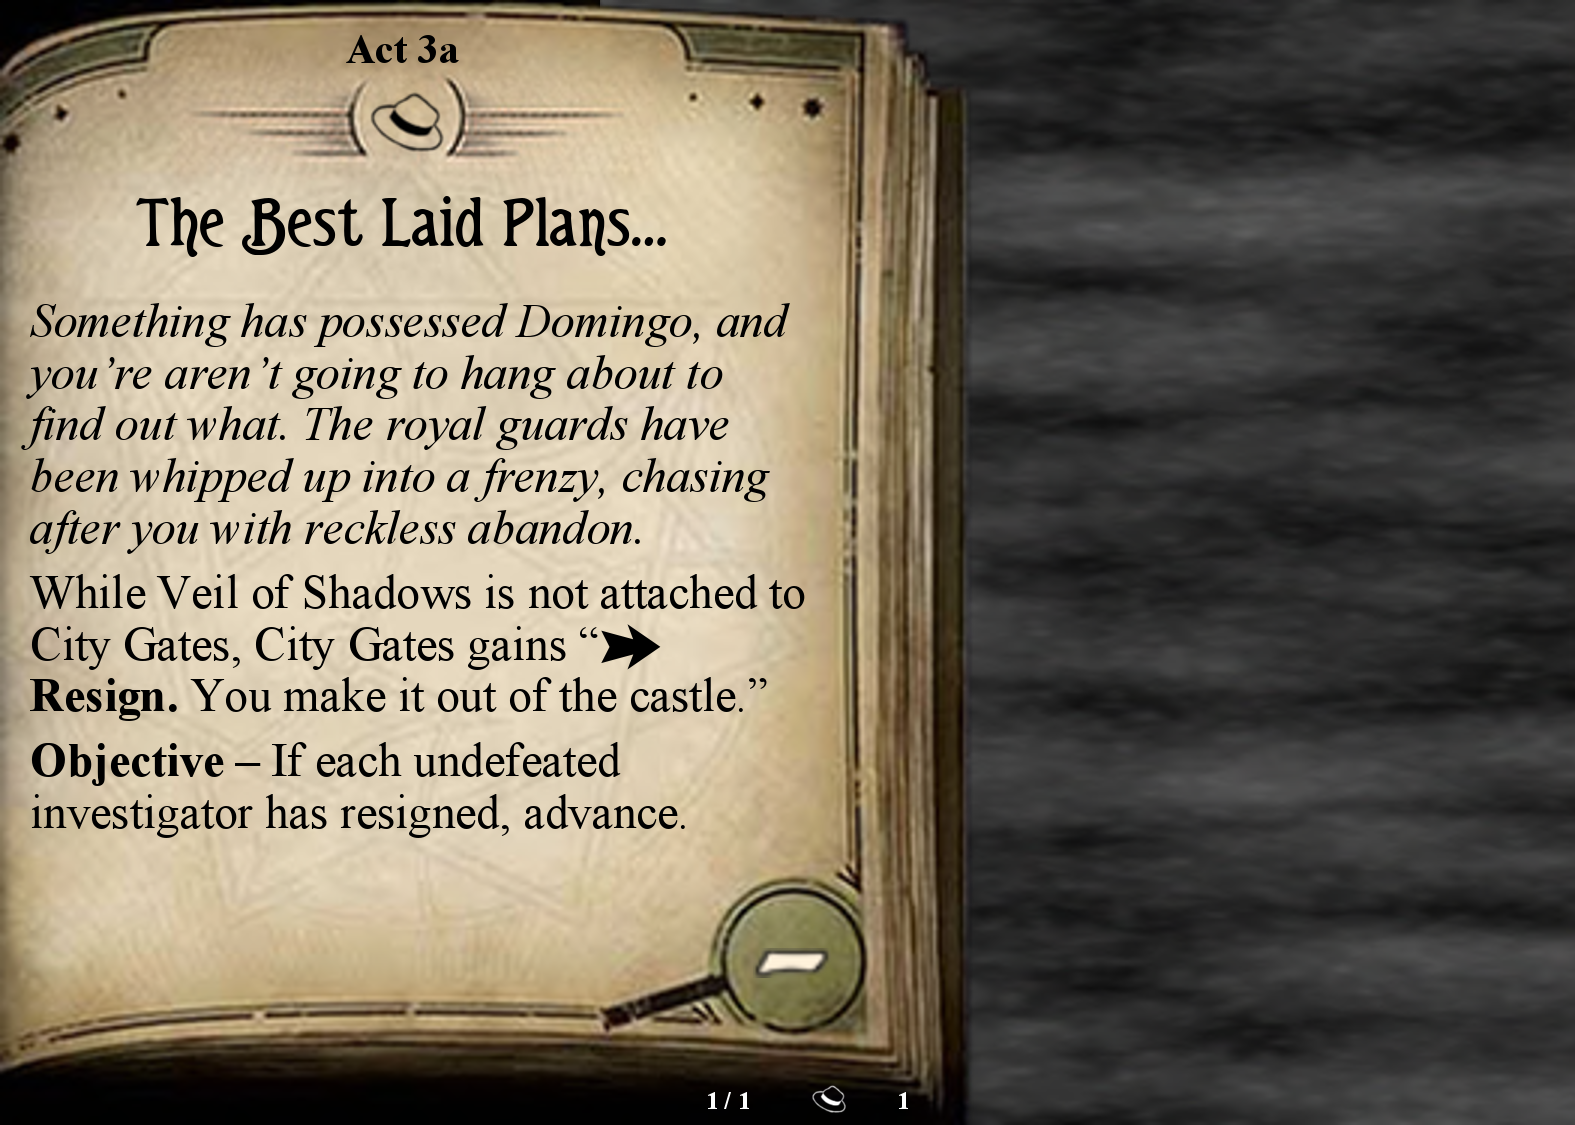 Act 3a
The Best Laid Plans...
Something has possessed Domingo, and
you’re aren’t going to hang about to
find out what. The royal guards have
been whipped up into a frenzy, chasing
after you with reckless abandon.
While Veil of Shadows is not attached to
City Gates, City Gates gains “
Resign. You make it out of the castle.”
Objective – If each undefeated
investigator has resigned, advance.
–
1 / 1 1